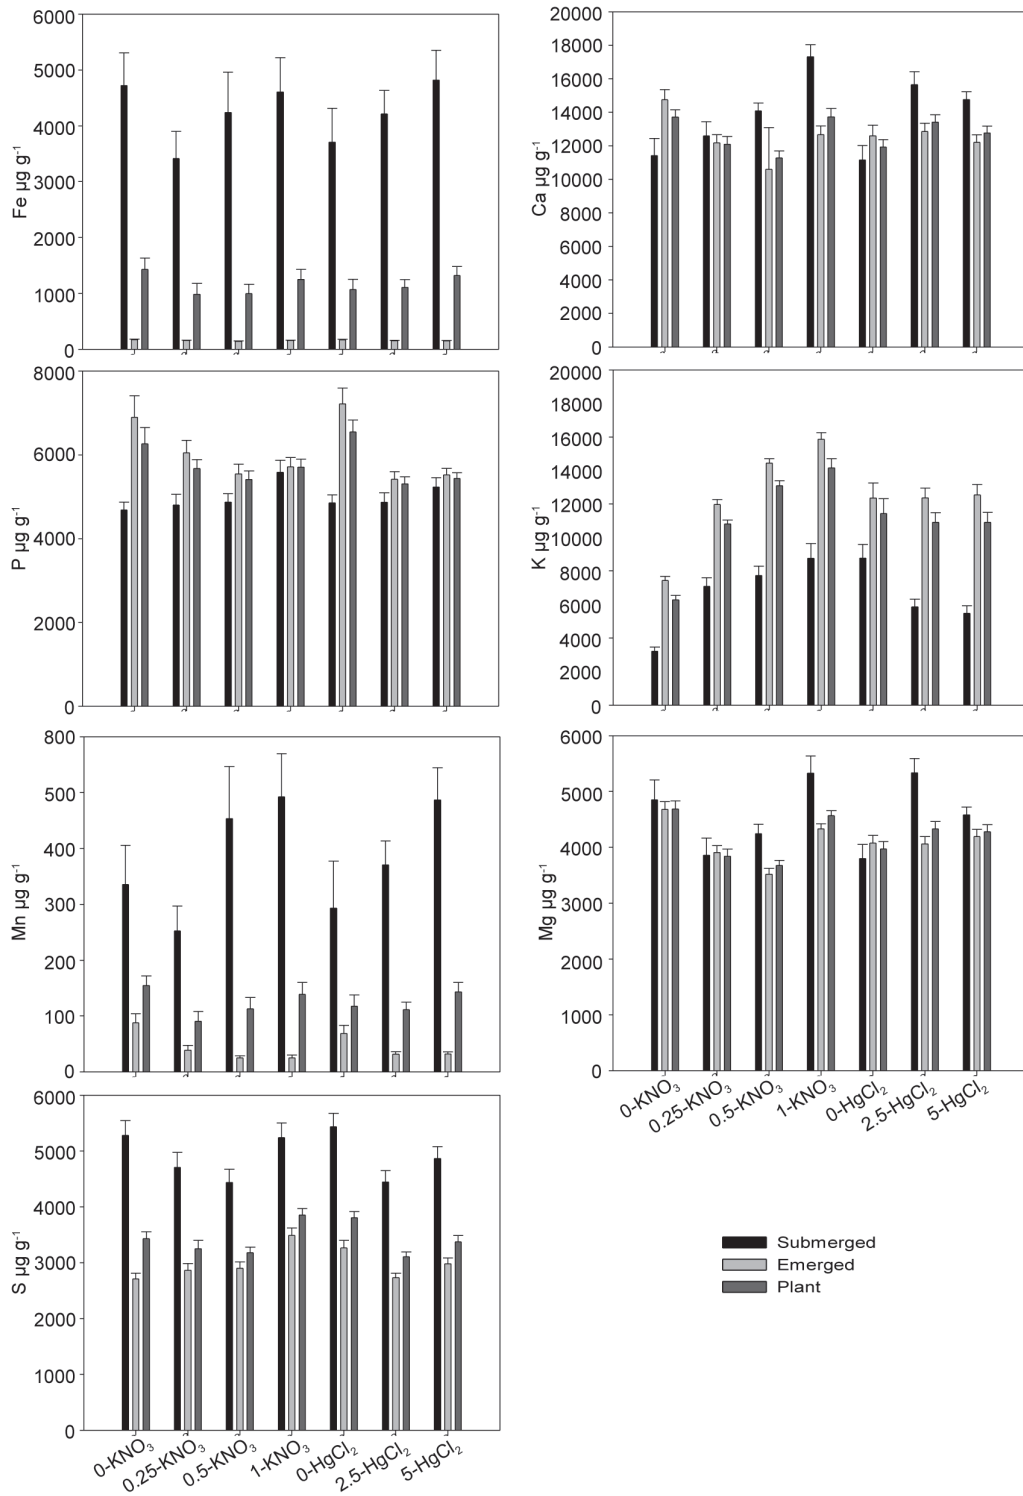 6000
5000
4000
3000
2000
1000
0
Fe µg g⁻¹
20000
18000
16000
14000
12000
10000
8000
6000
4000
2000
0
Ca µg g⁻¹
8000
6000
4000
2000
0
P µg g⁻¹
20000
18000
16000
14000
12000
10000
8000
6000
4000
2000
0
K µg g⁻¹
800
500
400
300
200
100
0
Mn µg g⁻¹
6000
5000
4000
3000
2000
1000
0
Mg µg g⁻¹
0-KNO₃
0.25-KNO₃
0.5-KNO₃
1-KNO₃
0-HgCl₂
2.5-HgCl₂
5-HgCl₂
6000
5000
4000
3000
2000
1000
0
S µg g⁻¹
0-KNO₃
0.25-KNO₃
0.5-KNO₃
1-KNO₃
0-HgCl₂
2.5-HgCl₂
5-HgCl₂
Submerged
Emerged
Plant